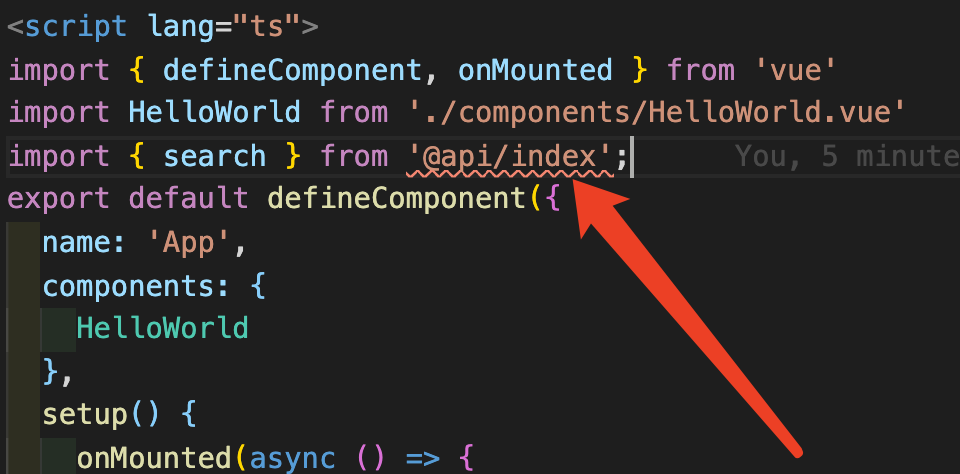 <script lang="ts">
import { defineComponent, onMounted } from 'vue'
import HelloWorld from './components/HelloWorld.vue'
import { search } from '@api/index'; You, 5 minute
export default defineComponent({
  name: 'App',
  components: {
    HelloWorld
  },
  setup() {
    onMounted(async () => {